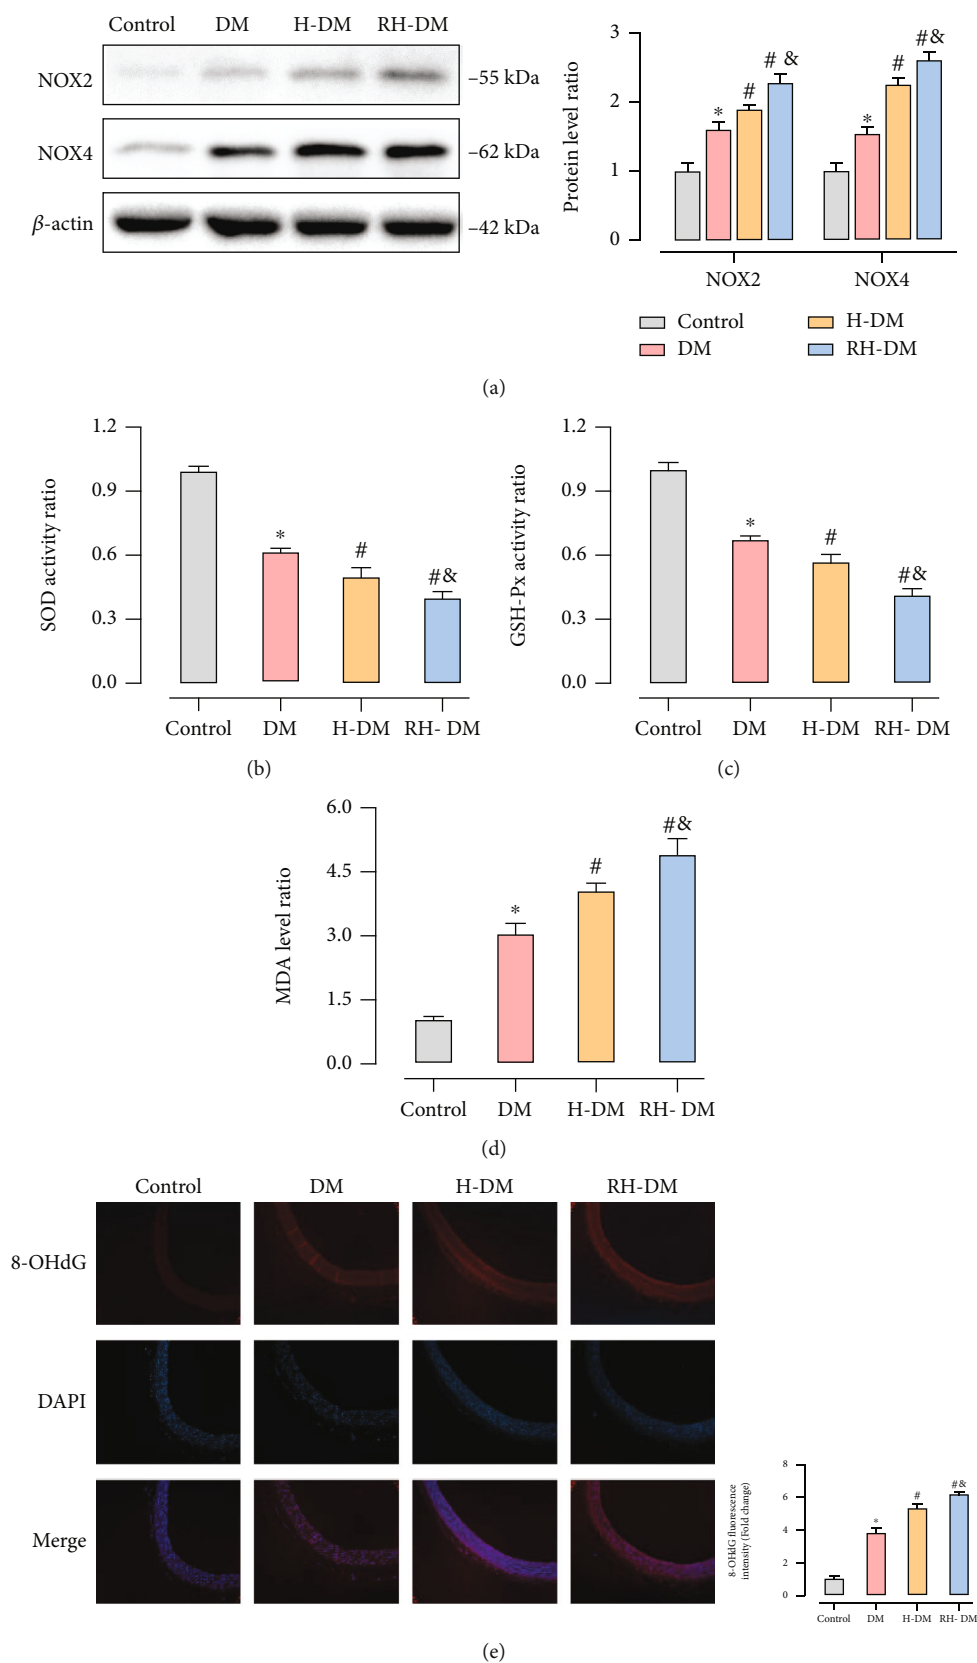 Control DM H-DM RH-DM
NOX2 –55 kDa
NOX4 –62 kDa
β-actin –42 kDa
Protein level ratio
3
2
1
0
* # # & * # #&
NOX2 NOX4
Control H-DM
DM RH-DM
(a)
SOD activity ratio
1.2
0.9
0.6
0.3
0.0
* # #&
Control DM H-DM RH- DM
(b)
GSH-Px activity ratio
1.2
0.9
0.6
0.3
0.0
* # #&
Control DM H-DM RH- DM
(c)
MDA level ratio
6.0
4.5
3.0
1.5
0.0
* # #&
Control DM H-DM RH- DM
(d)
Control DM H-DM RH-DM
8-OHdG
DAPI
Merge
8-OHdG fluorescence
intensity (Fold change)
8
6
4
2
0
* # #&
Control DM H-DM RH- DM
(e)